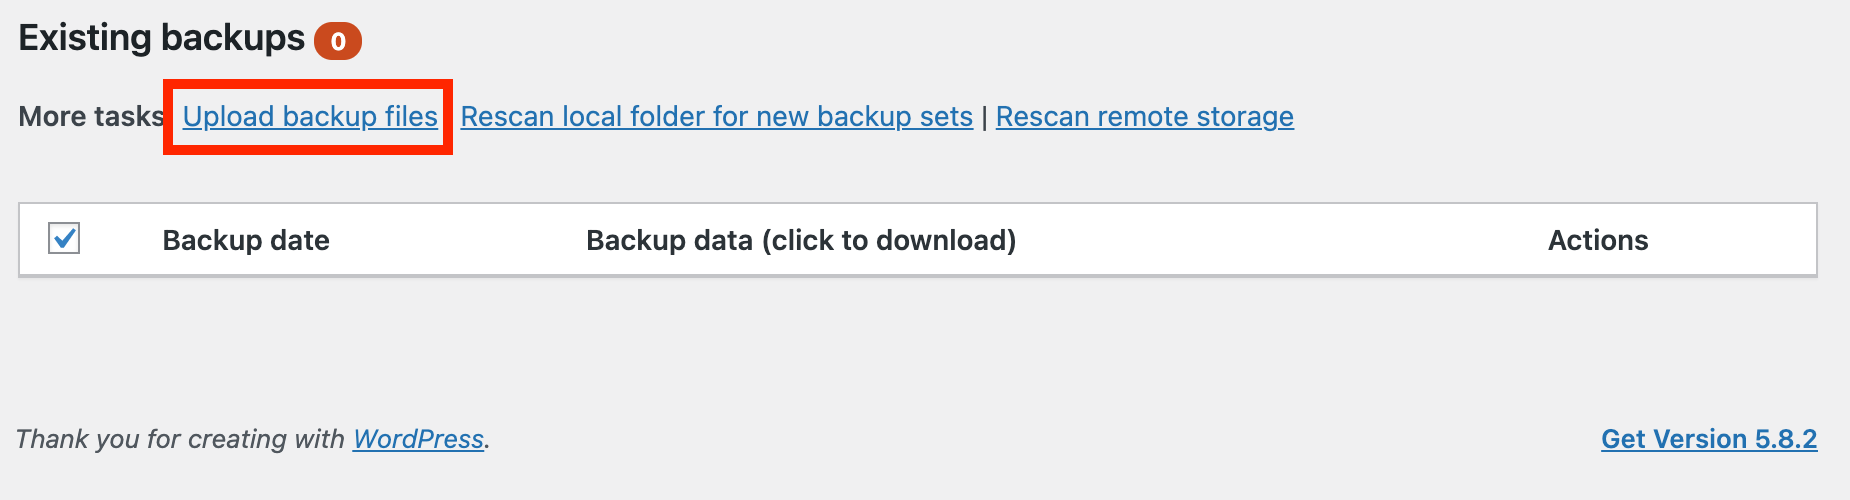 Existing backups 0
More tasks Upload backup files Rescan local folder for new backup sets | Rescan remote storage
Backup date Backup data (click to download) Actions
Thank you for creating with WordPress. Get Version 5.8.2